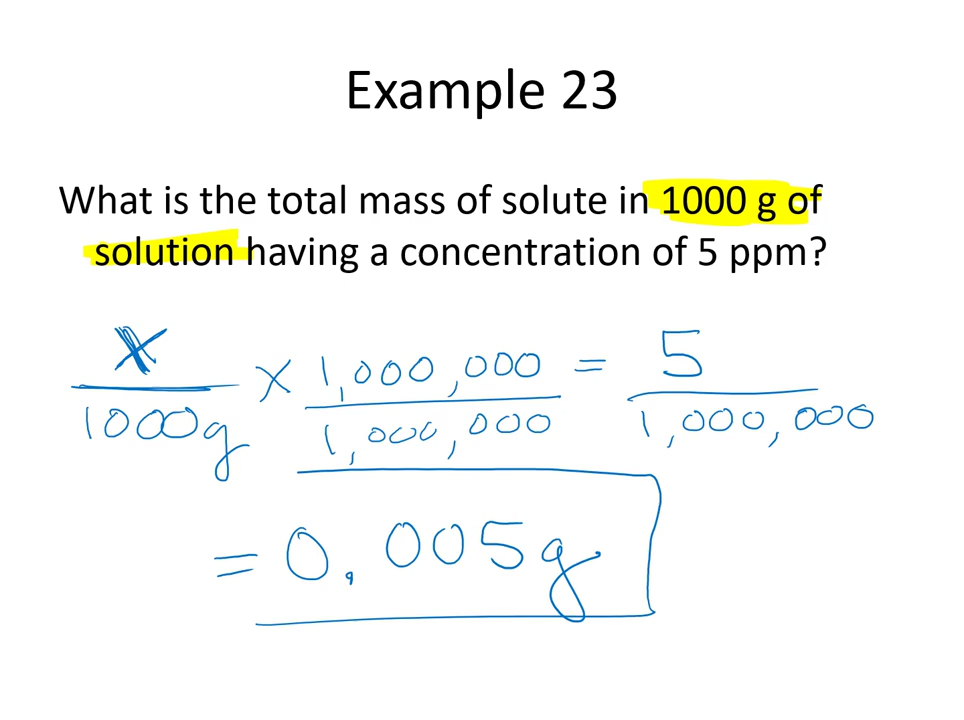 Example 23
What is the total mass of solute in 1000 g of
solution having a concentration of 5 ppm?
x/1000g × 1,000,000/1,000,000 = 5/1,000,000
= 0.005g